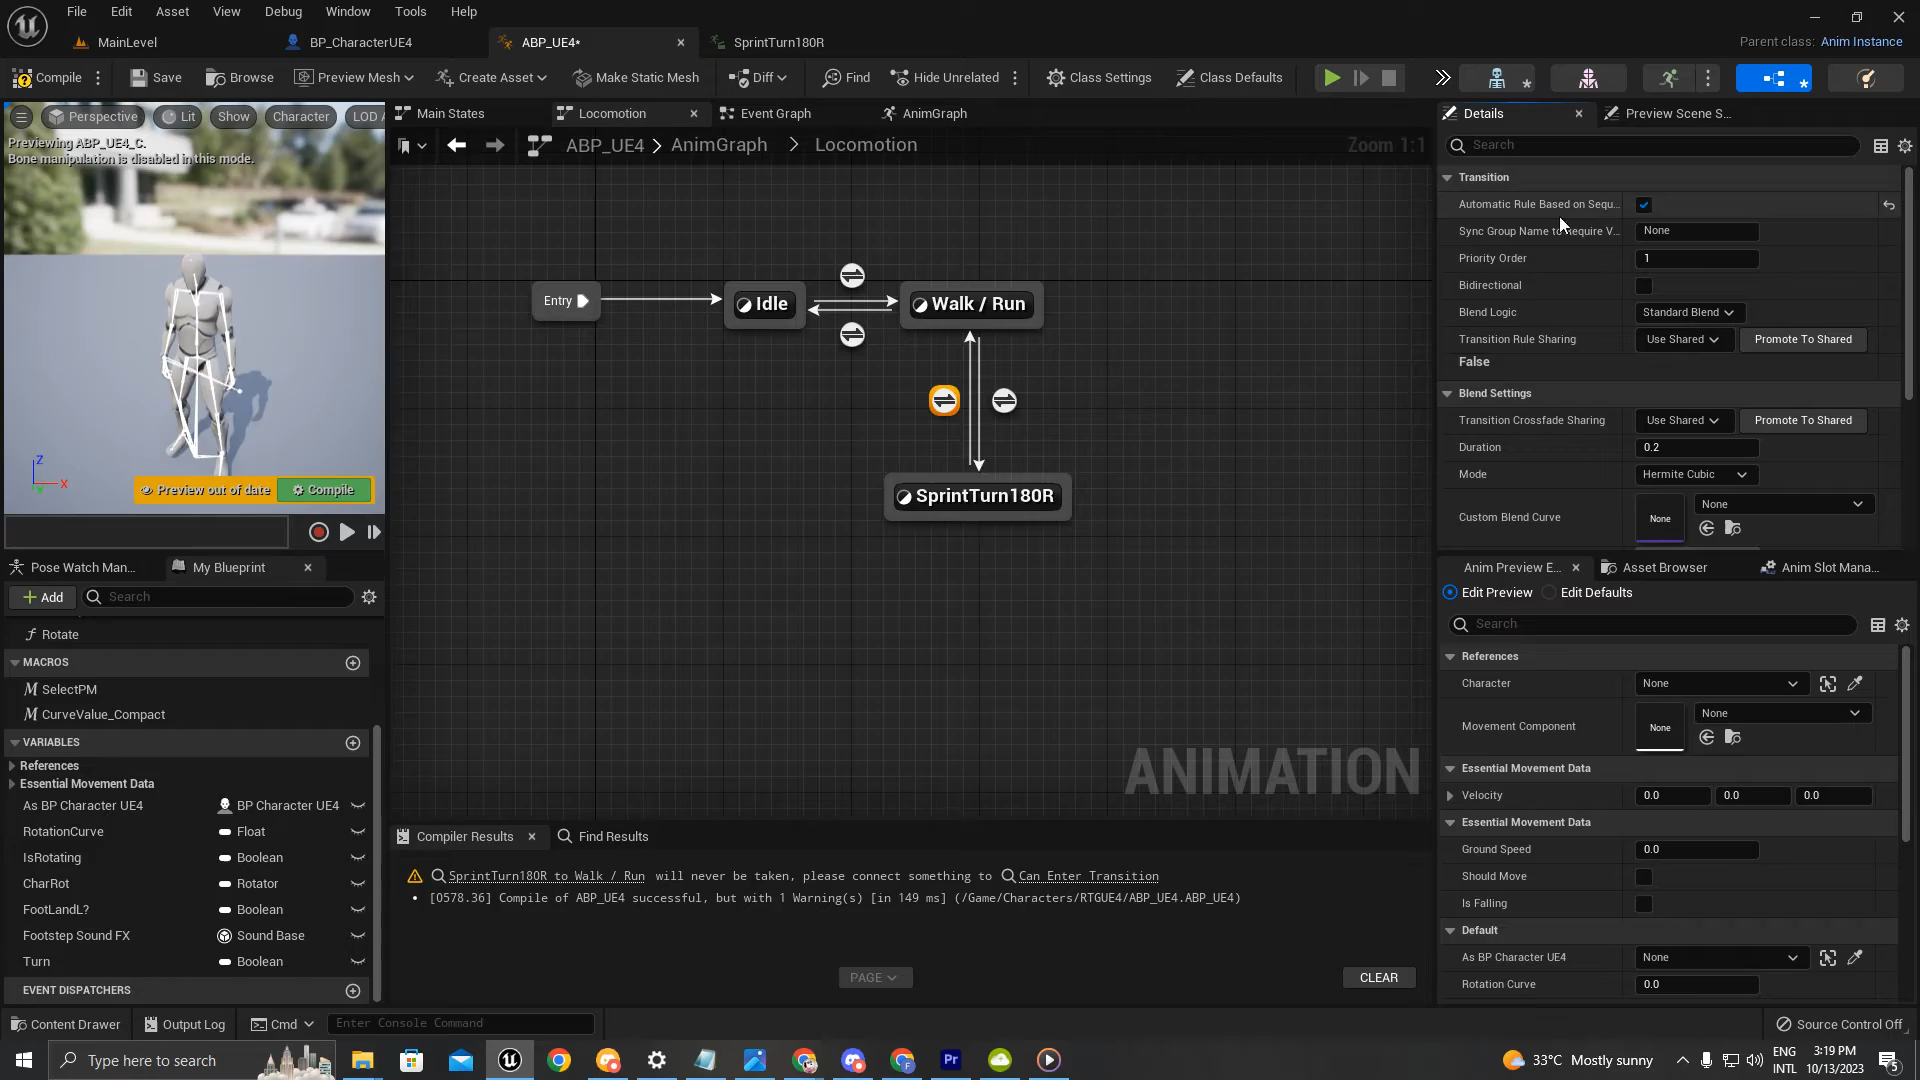 File Edit Asset View Debug Window Tools Help
MainLevel BP_CharacterUE4 ABP_UE4* SprintTurn180R Parent class: Anim Instance
Compile Save Browse Preview Mesh Create Asset Make Static Mesh Diff Find Hide Unrelated Class Settings Class Defaults
Perspective Lit Show Character LOD A
Previewing ABP_UE4_C.
Bone manipulation is disabled in this mode.
Z
X
Preview out of date Compile
Main States Locomotion Event Graph AnimGraph
ABP_UE4 > AnimGraph > Locomotion Zoom 1:1
Entry
Idle
Walk / Run
SprintTurn180R
ANIMATION
Details Preview Scene S...
Search
Transition
Automatic Rule Based on Sequ...
Sync Group Name to Require V... None
Priority Order 1
Bidirectional
Blend Logic Standard Blend
Transition Rule Sharing Use Shared Promote To Shared
False
Blend Settings
Transition Crossfade Sharing Use Shared Promote To Shared
Duration 0.2
Mode Hermite Cubic
Custom Blend Curve None None
Pose Watch Man... My Blueprint
Add Search
Rotate
MACROS
SelectPM
CurveValue_Compact
VARIABLES
References
Essential Movement Data
As BP Character UE4 BP Character UE4
RotationCurve Float
IsRotating Boolean
CharRot Rotator
FootLandL? Boolean
Footstep Sound FX Sound Base
Turn Boolean
EVENT DISPATCHERS
Compiler Results Find Results
SprintTurn180R to Walk / Run will never be taken, please connect something to Can Enter Transition
[0578.36] Compile of ABP_UE4 successful, but with 1 Warning(s) [in 149 ms] (/Game/Characters/RTGUE4/ABP_UE4.ABP_UE4)
PAGE CLEAR
Anim Preview E... Asset Browser Anim Slot Mana...
Edit Preview Edit Defaults
Search
References
Character None
Movement Component None None
Essential Movement Data
Velocity 0.0 0.0 0.0
Essential Movement Data
Ground Speed 0.0
Should Move
Is Falling
Default
As BP Character UE4 None
Rotation Curve 0.0
Content Drawer Output Log Cmd Enter Console Command Source Control Off
Type here to search Pr 33°C Mostly sunny ENG 3:19 PM
INTL 10/13/2023 5